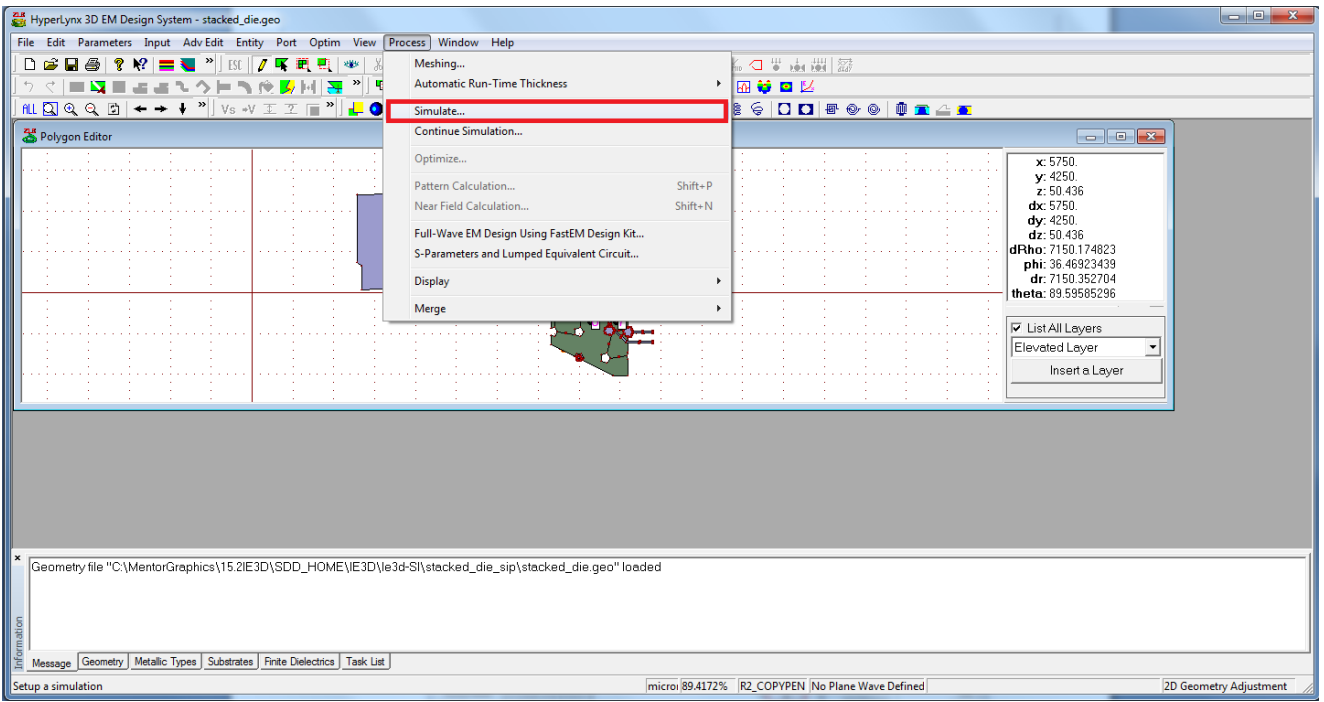 HyperLynx 3D EM Design System - stacked_die.geo
File Edit Parameters Input Adv Edit Entity Port Optim View Process Window Help
Meshing...
Automatic Run-Time Thickness
Simulate...
Continue Simulation...
Optimize...
Pattern Calculation... Shift+P
Near Field Calculation... Shift+N
Full-Wave EM Design Using FastEM Design Kit...
S-Parameters and Lumped Equivalent Circuit...
Display
Merge
ESC
ALL
Vs +V
Polygon Editor
x: 5750.
y: 4250.
z: 50.436
dx: 5750.
dy: 4250.
dz: 50.436
dRho: 7150.174823
phi: 36.46923439
dr: 7150.352704
theta: 89.59585296
List All Layers
Elevated Layer
Insert a Layer
Geometry file "C:\MentorGraphics\15.2IE3D\SDD_HOME\IE3D\Ie3d-SI\stacked_die_sip\stacked_die.geo" loaded
Information
Message Geometry Metallic Types Substrates Finite Dielectrics Task List
Setup a simulation micror 89.4172% R2_COPYPEN No Plane Wave Defined 2D Geometry Adjustment